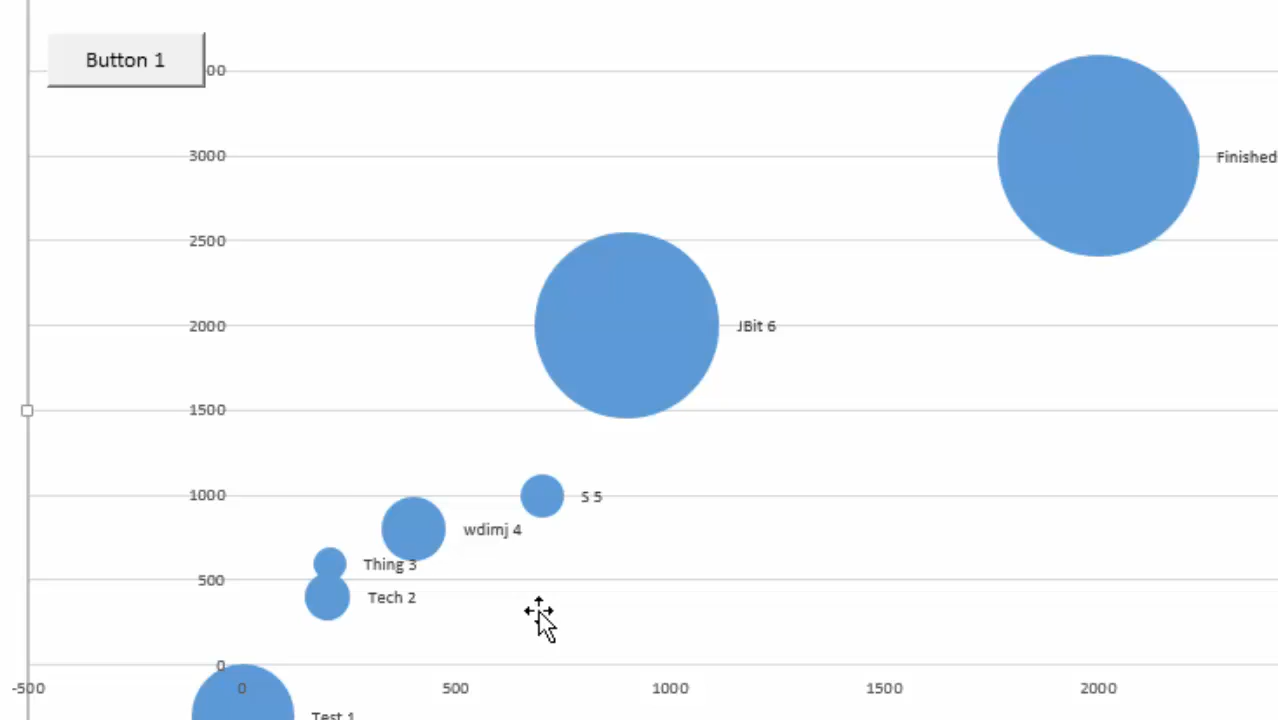 Button 1
00
3000
Finished
2500
2000
JBit 6
1500
1000
S 5
wdimj 4
Thing 3
500
Tech 2
0
-500 0 500 1000 1500 2000
Test 1